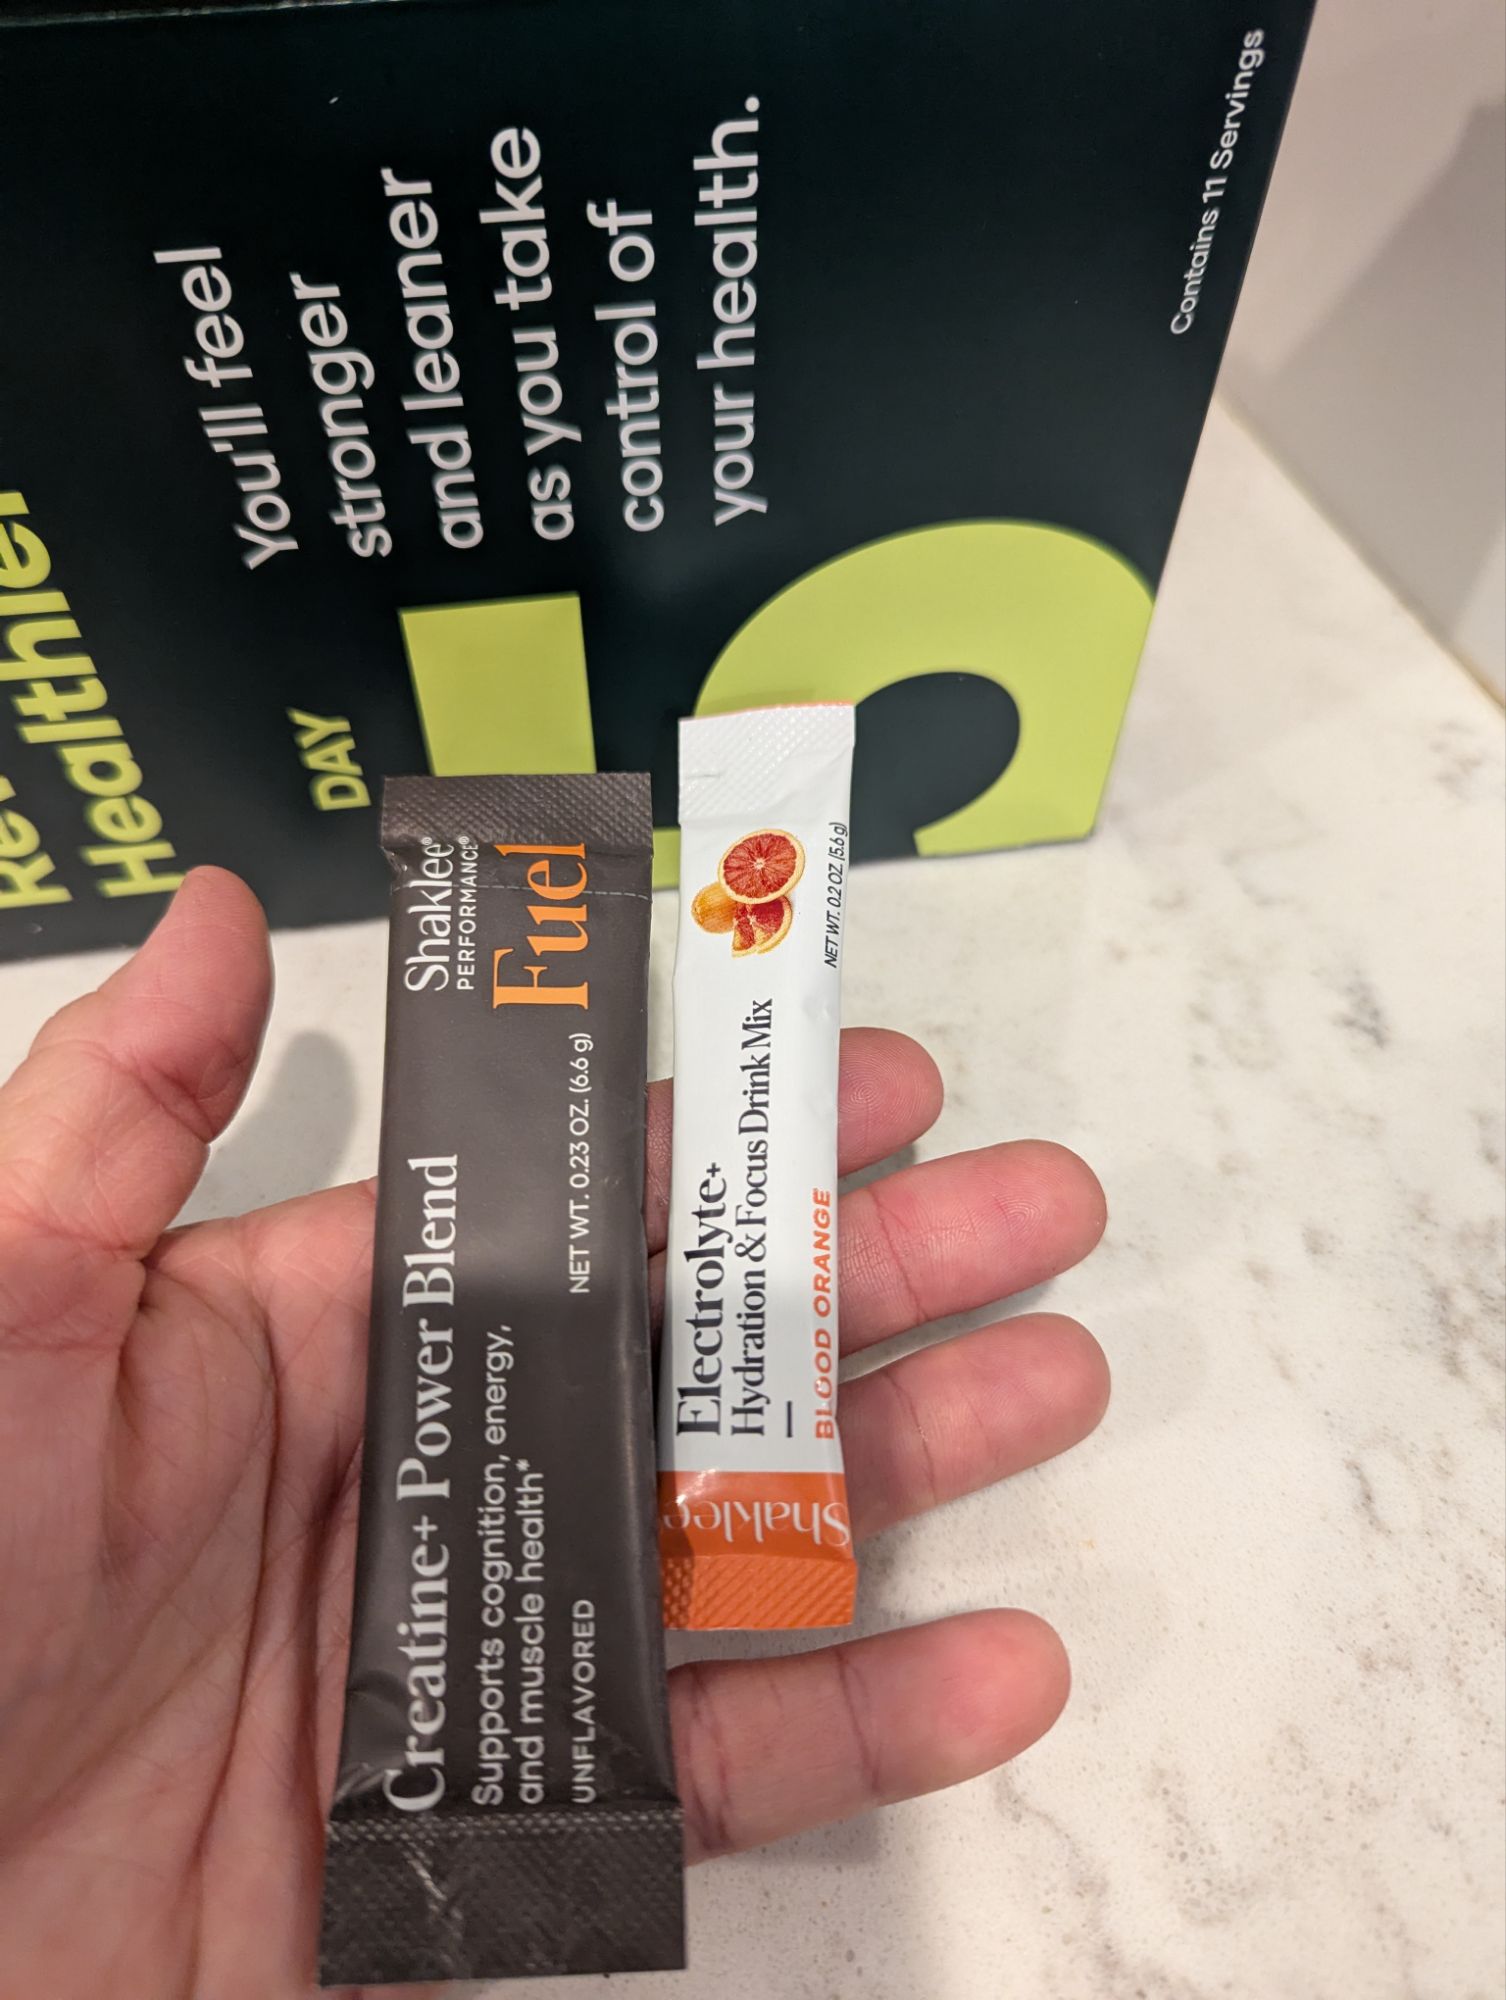 Healthier
You'll feel
stronger
and leaner
as you take
control of
your health.
DAY
Contains 11 Servings
Shaklee®
PERFORMANCE®
Fuel
Creatine+ Power Blend
Supports cognition, energy,
and muscle health*
UNFLAVORED
NET WT. 0.23 OZ. (6.6 g)
Electrolyte+
Hydration & Focus Drink Mix
BLOOD ORANGE
NET WT. 0.2 OZ (5.6 g)
Shaklee